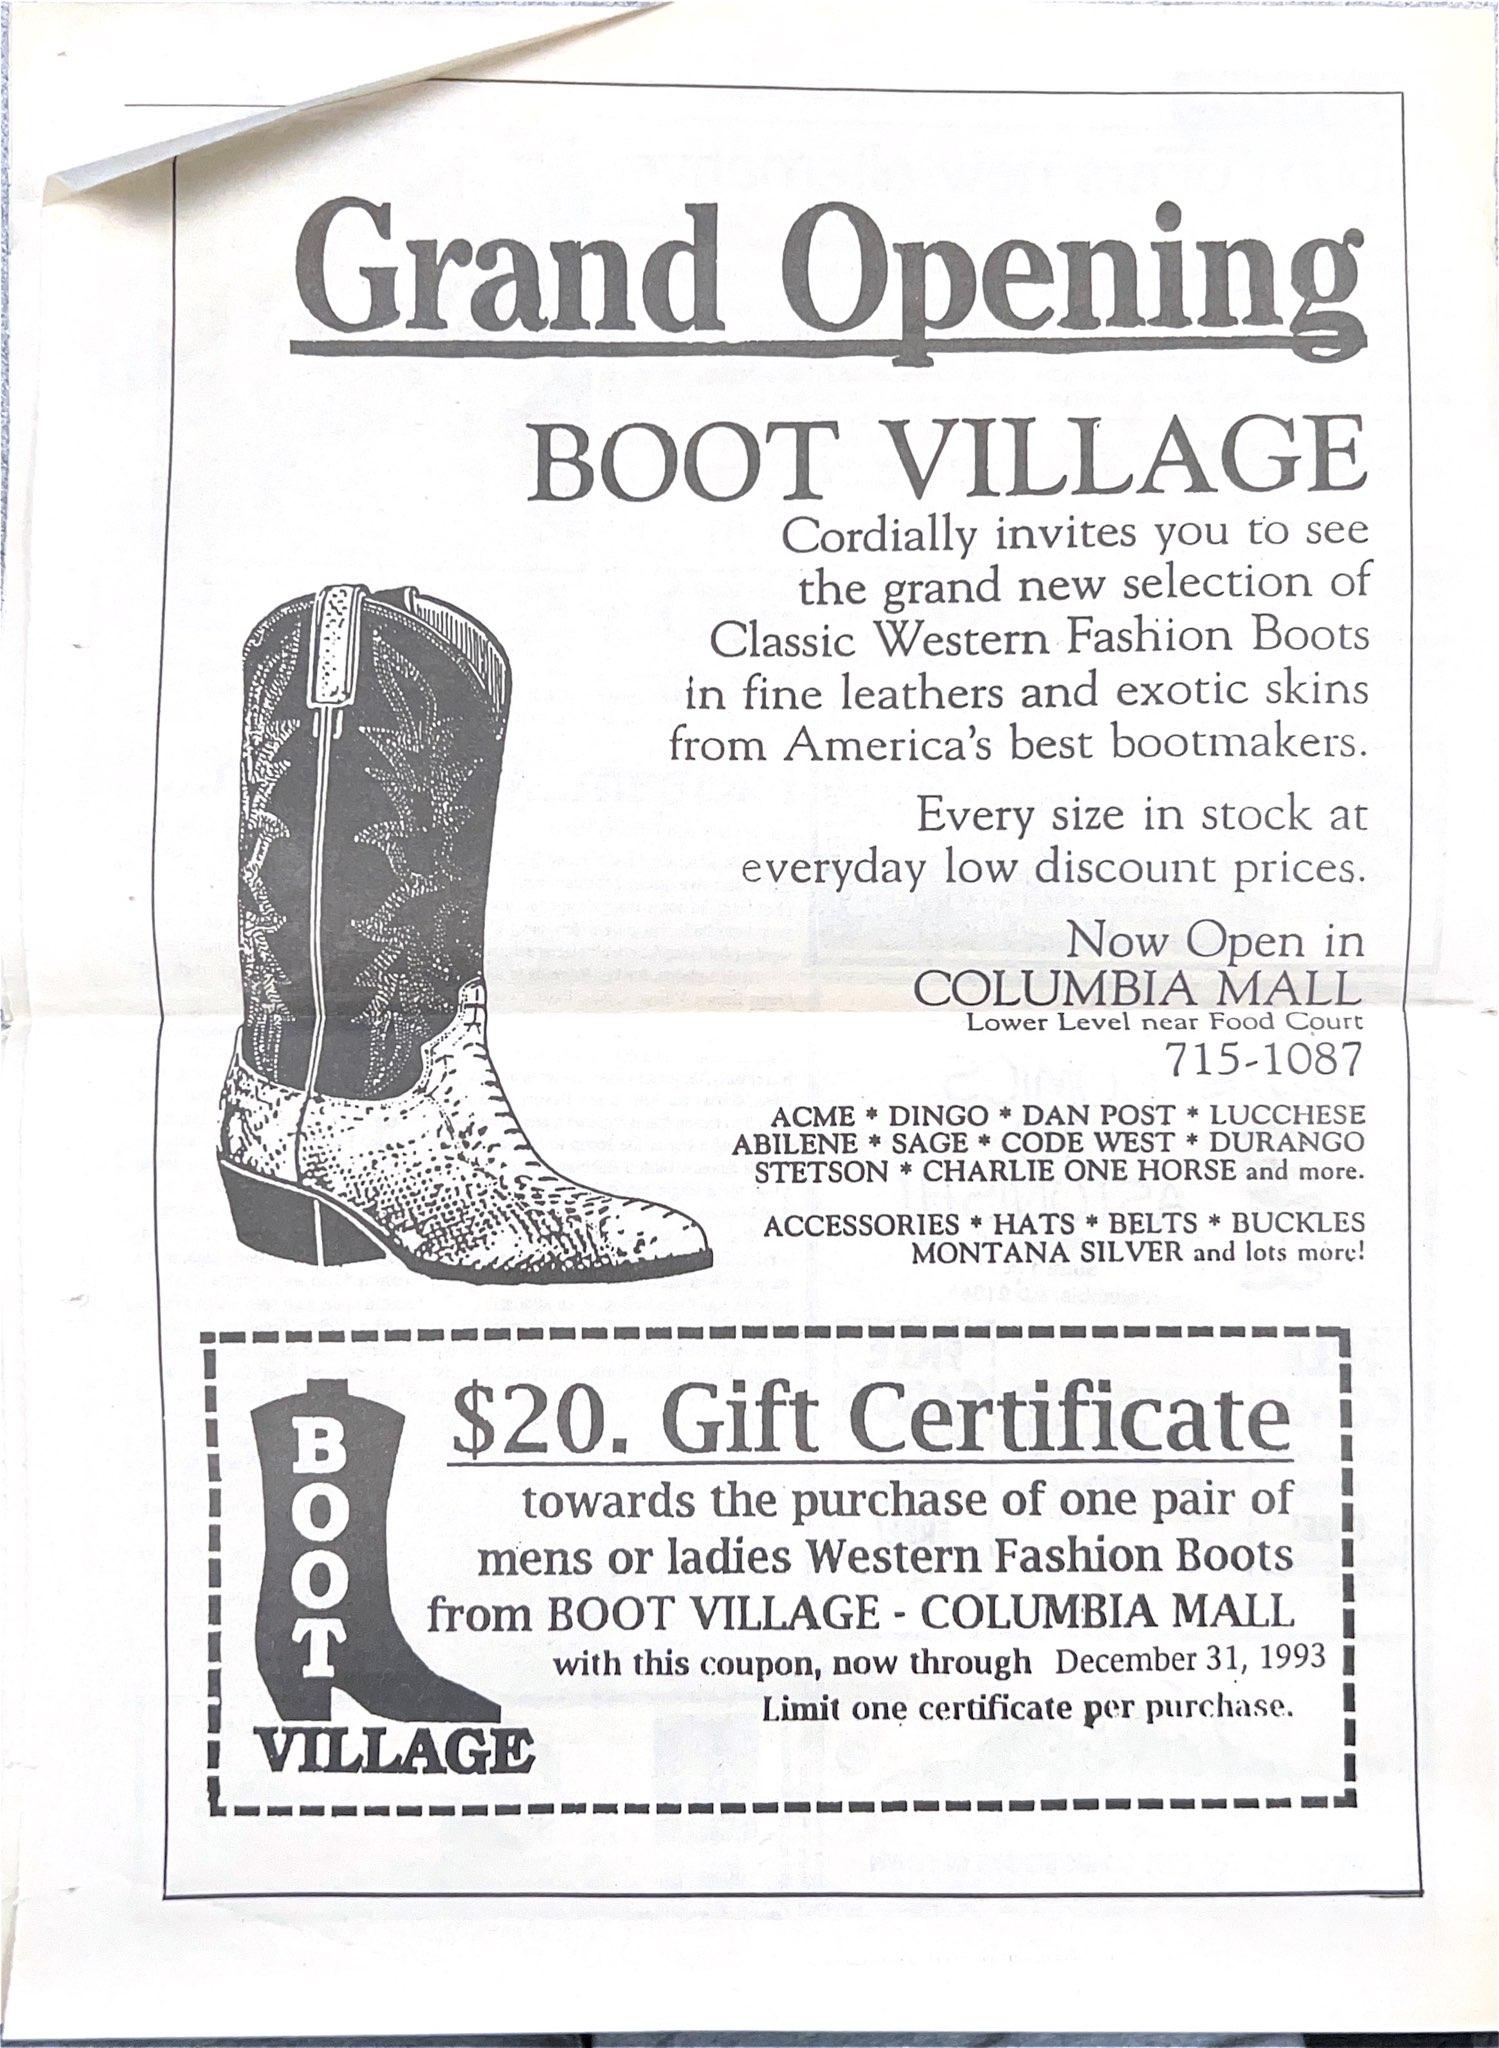 Grand Opening
BOOT VILLAGE
Cordially invites you to see
the grand new selection of
Classic Western Fashion Boots
in fine leathers and exotic skins
from America's best bootmakers.
Every size in stock at
everyday low discount prices.
Now Open in
COLUMBIA MALL
Lower Level near Food Court
715-1087
ACME * DINGO * DAN POST * LUCCHESE
ABILENE * SAGE * CODE WEST * DURANGO
STETSON * CHARLIE ONE HORSE and more.
ACCESSORIES * HATS * BELTS * BUCKLES
MONTANA SILVER and lots more!
BOOT
VILLAGE
$20. Gift Certificate
towards the purchase of one pair of
mens or ladies Western Fashion Boots
from BOOT VILLAGE - COLUMBIA MALL
with this coupon, now through December 31, 1993
Limit one certificate per purchase.